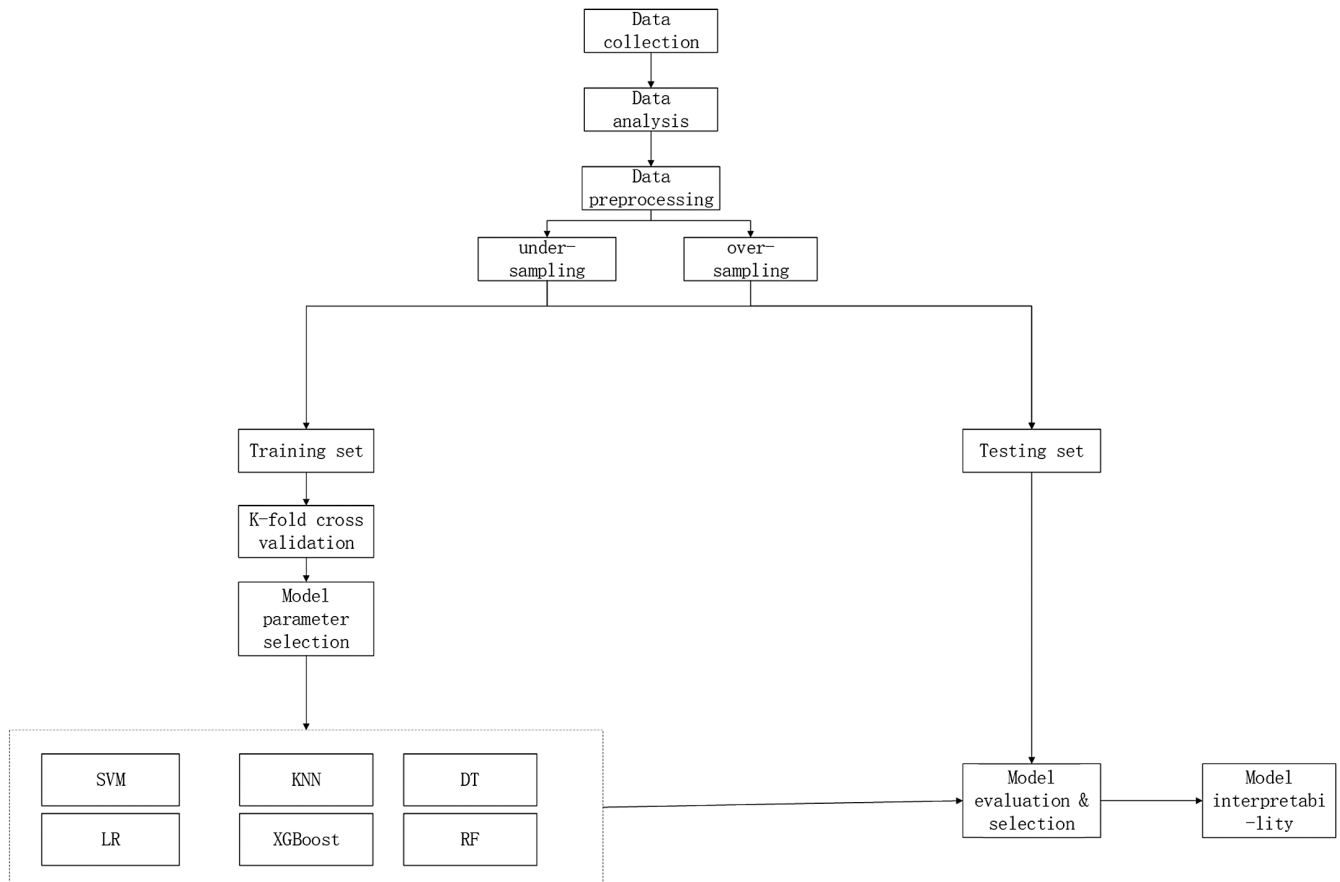 Data
collection
Data
analysis
Data
preprocessing
under-
sampling
over-
sampling
Training set
Testing set
K-fold cross
validation
Model
parameter
selection
SVM
KNN
DT
LR
XGBoost
RF
Model
evaluation &
selection
Model
interpretabi
-lity